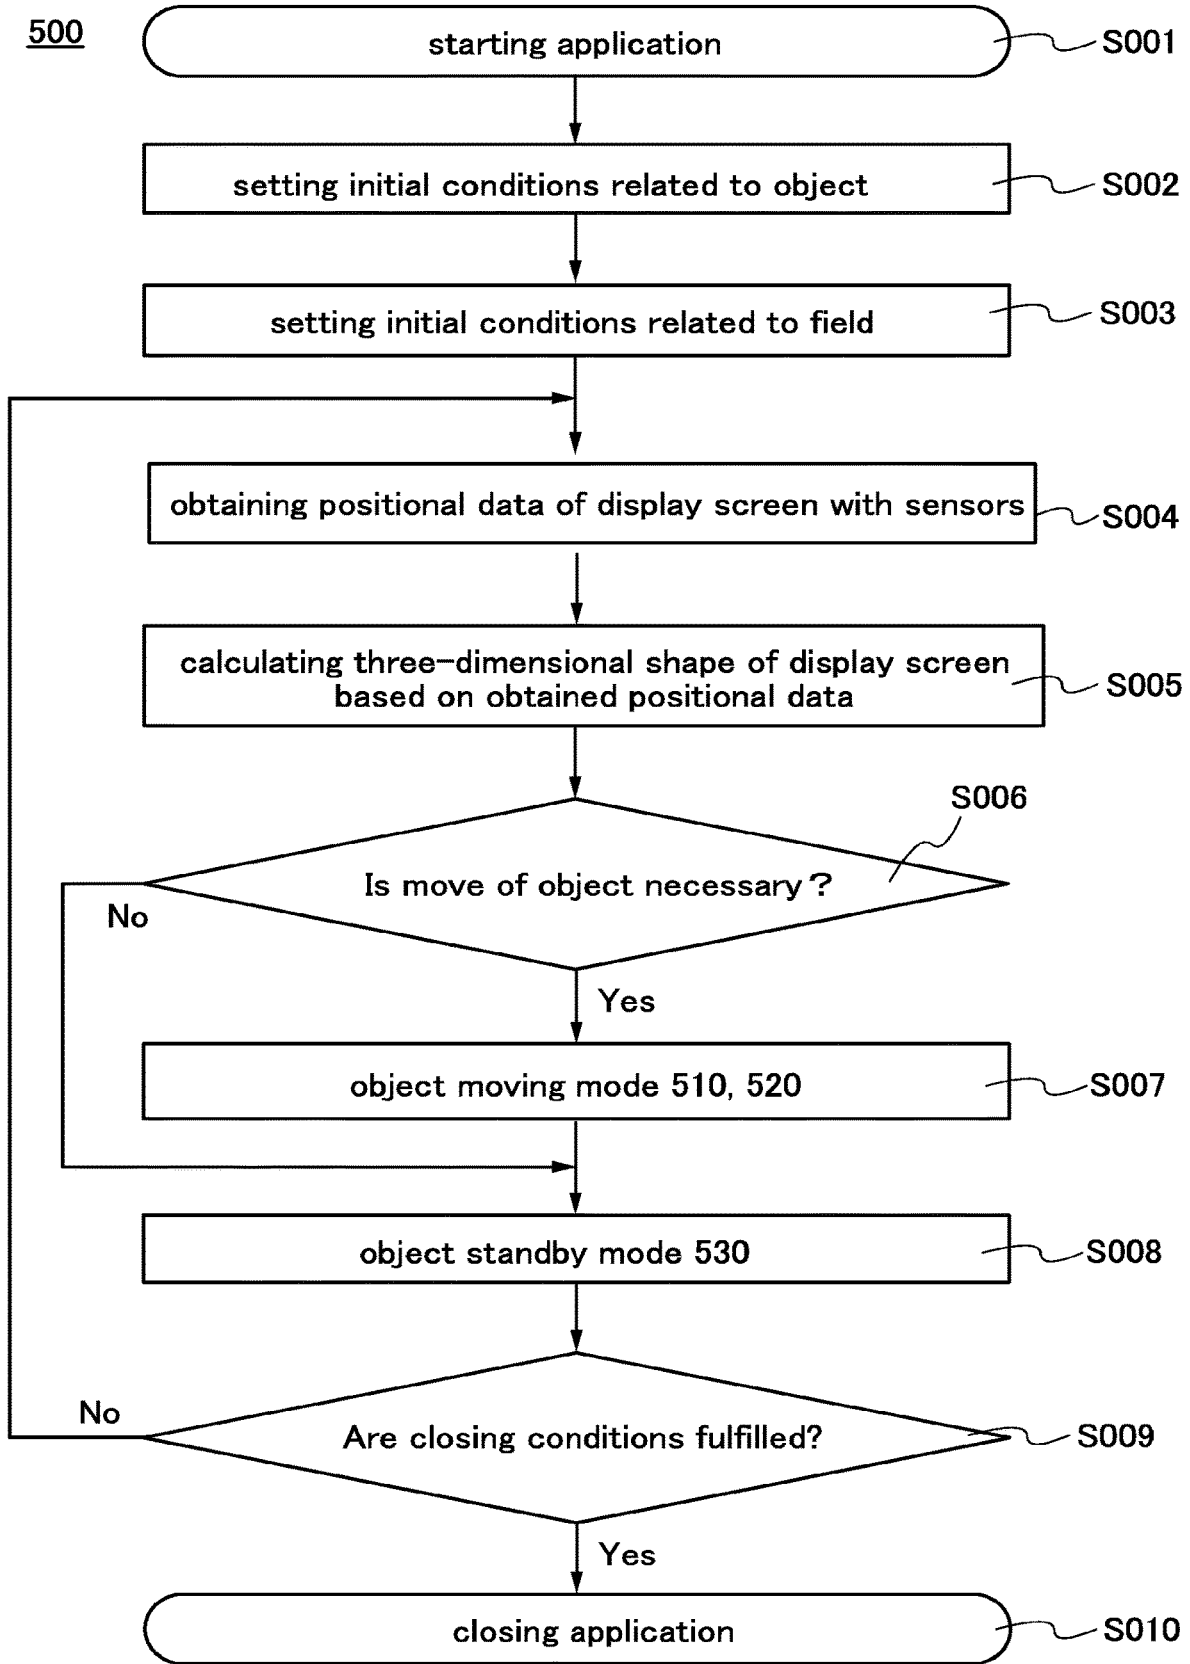 500
starting application
S001
setting initial conditions related to object
S002
setting initial conditions related to field
S003
obtaining positional data of display screen with sensors
S004
calculating three-dimensional shape of display screen
based on obtained positional data
S005
S006
Is move of object necessary?
No
Yes
object moving mode 510, 520
S007
object standby mode 530
S008
No
Are closing conditions fulfilled?
S009
Yes
closing application
S010